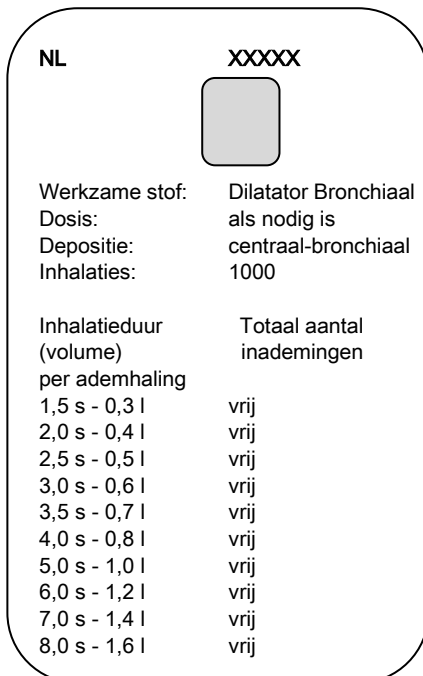 NL XXXXX
Werkzame stof: Dilatator Bronchiaal
Dosis: als nodig is
Depositie: centraal-bronchiaal
Inhalaties: 1000
Inhalatieduur Totaal aantal
(volume) inademingen
per ademhaling
1,5 s - 0,3 l vrij
2,0 s - 0,4 l vrij
2,5 s - 0,5 l vrij
3,0 s - 0,6 l vrij
3,5 s - 0,7 l vrij
4,0 s - 0,8 l vrij
5,0 s - 1,0 l vrij
6,0 s - 1,2 l vrij
7,0 s - 1,4 l vrij
8,0 s - 1,6 l vrij